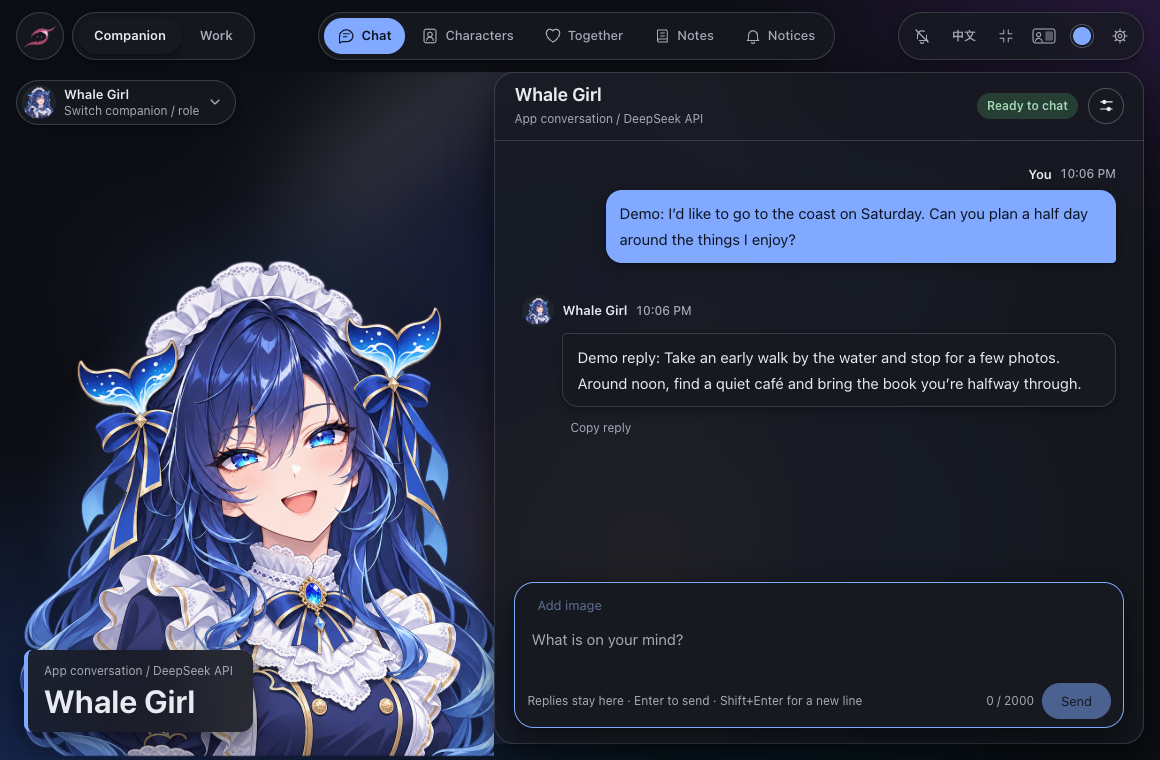 Companion
Work
Chat
Characters
Together
Notes
Notices
中文
Whale Girl
Switch companion / role
Whale Girl
App conversation / DeepSeek API
Ready to chat
You 10:06 PM
Demo: I’d like to go to the coast on Saturday. Can you plan a half day
around the things I enjoy?
Whale Girl 10:06 PM
Demo reply: Take an early walk by the water and stop for a few photos.
Around noon, find a quiet café and bring the book you’re halfway through.
Copy reply
App conversation / DeepSeek API
Whale Girl
Add image
What is on your mind?
Replies stay here · Enter to send · Shift+Enter for a new line
0 / 2000
Send